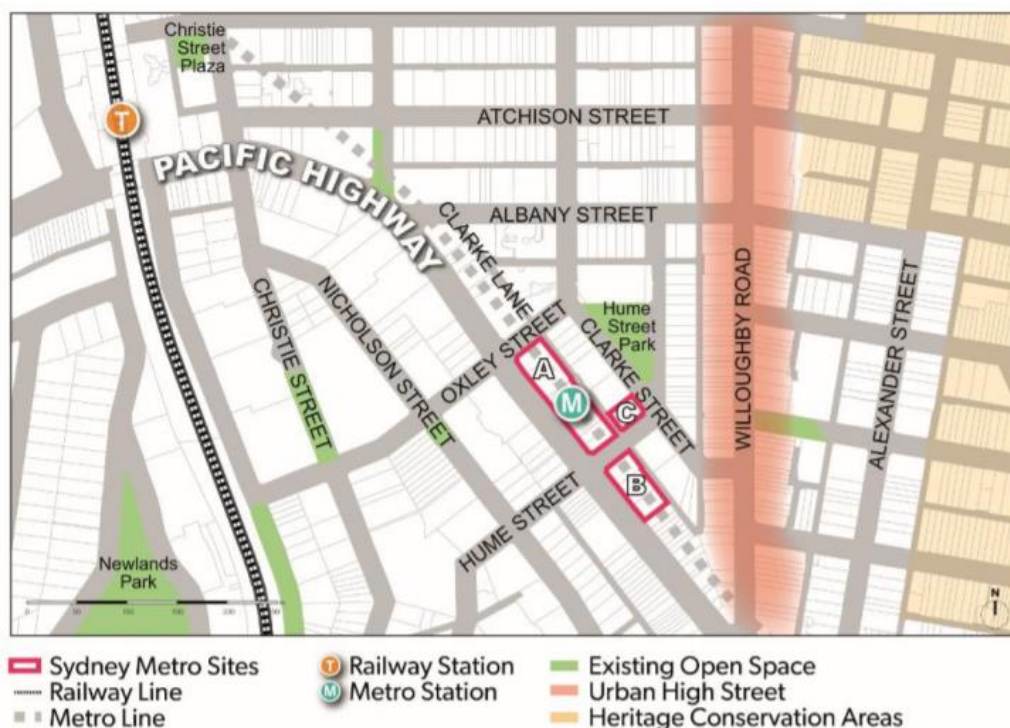 Christie
Street
Plaza
T
ATCHISON STREET
PACIFIC HIGHWAY
ALBANY STREET
CLARKE LANE
CHRISTIE STREET
NICHOLSON STREET
OXLEY STREET
Hume
Street
Park
CLARKE STREET
A
M
C
B
HUME STREET
WILLOUGHBY ROAD
ALEXANDER STREET
Newlands
Park
N
Sydney Metro Sites
Railway Line
Metro Line
T Railway Station
M Metro Station
Existing Open Space
Urban High Street
Heritage Conservation Areas